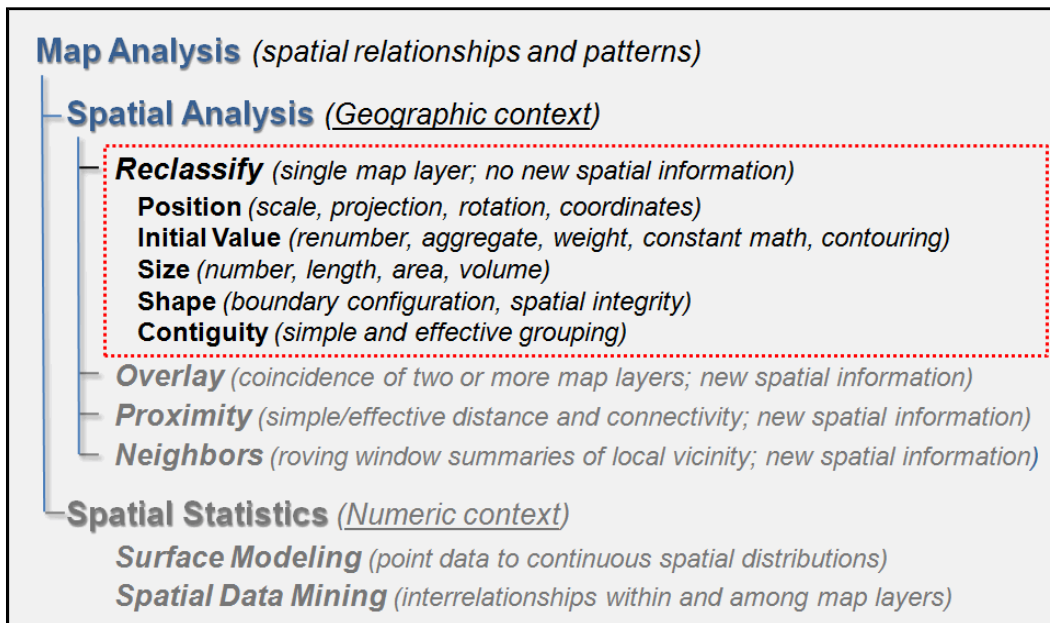 Map Analysis (spatial relationships and patterns)
Spatial Analysis (Geographic context)
Reclassify (single map layer; no new spatial information)
Position (scale, projection, rotation, coordinates)
Initial Value (renumber, aggregate, weight, constant math, contouring)
Size (number, length, area, volume)
Shape (boundary configuration, spatial integrity)
Contiguity (simple and effective grouping)
Overlay (coincidence of two or more map layers; new spatial information)
Proximity (simple/effective distance and connectivity; new spatial information)
Neighbors (roving window summaries of local vicinity; new spatial information)
Spatial Statistics (Numeric context)
Surface Modeling (point data to continuous spatial distributions)
Spatial Data Mining (interrelationships within and among map layers)